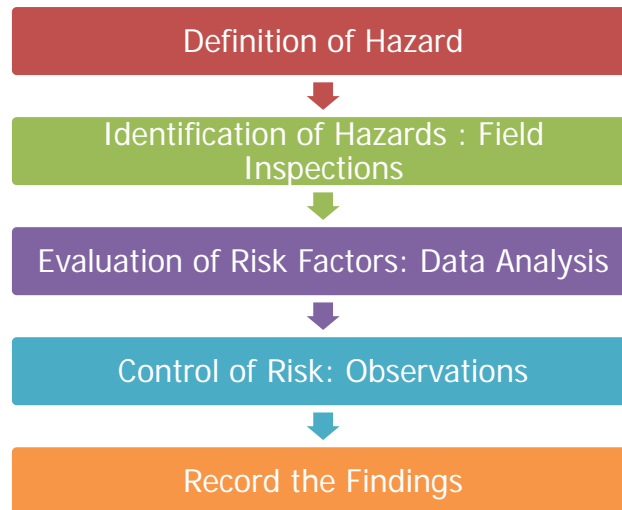 Definition of Hazard
Identification of Hazards : Field
Inspections
Evaluation of Risk Factors: Data Analysis
Control of Risk: Observations
Record the Findings